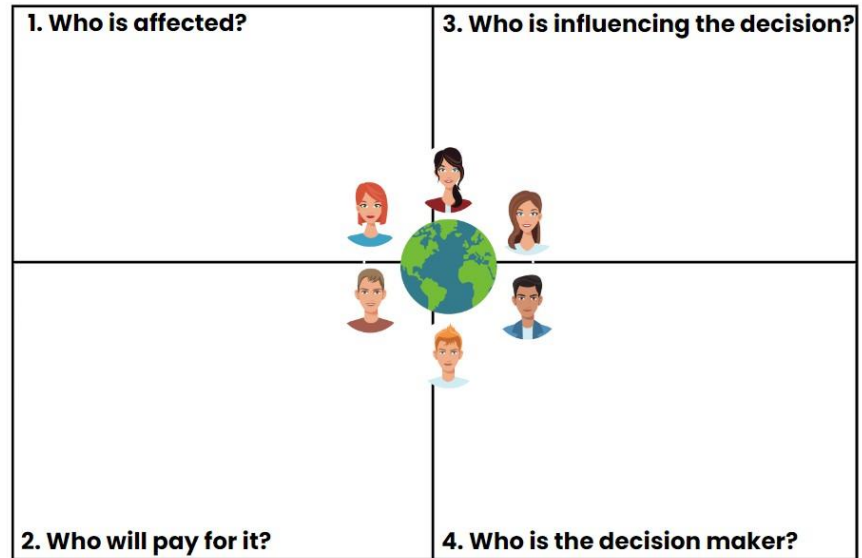 1. Who is affected?
3. Who is influencing the decision?
2. Who will pay for it?
4. Who is the decision maker?